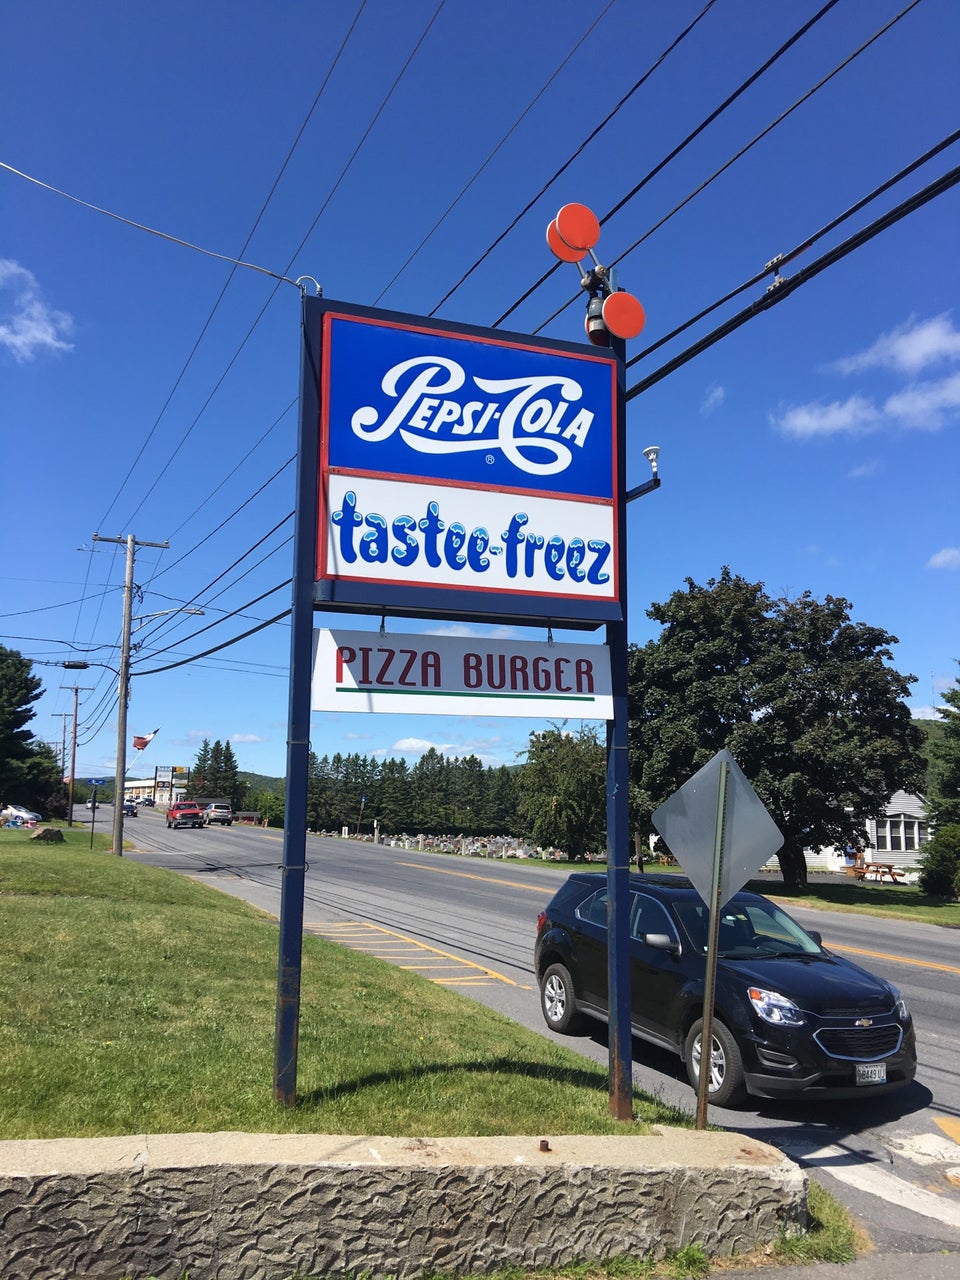 PEPSI-COLA
®
tastee-freez
PIZZA BURGER